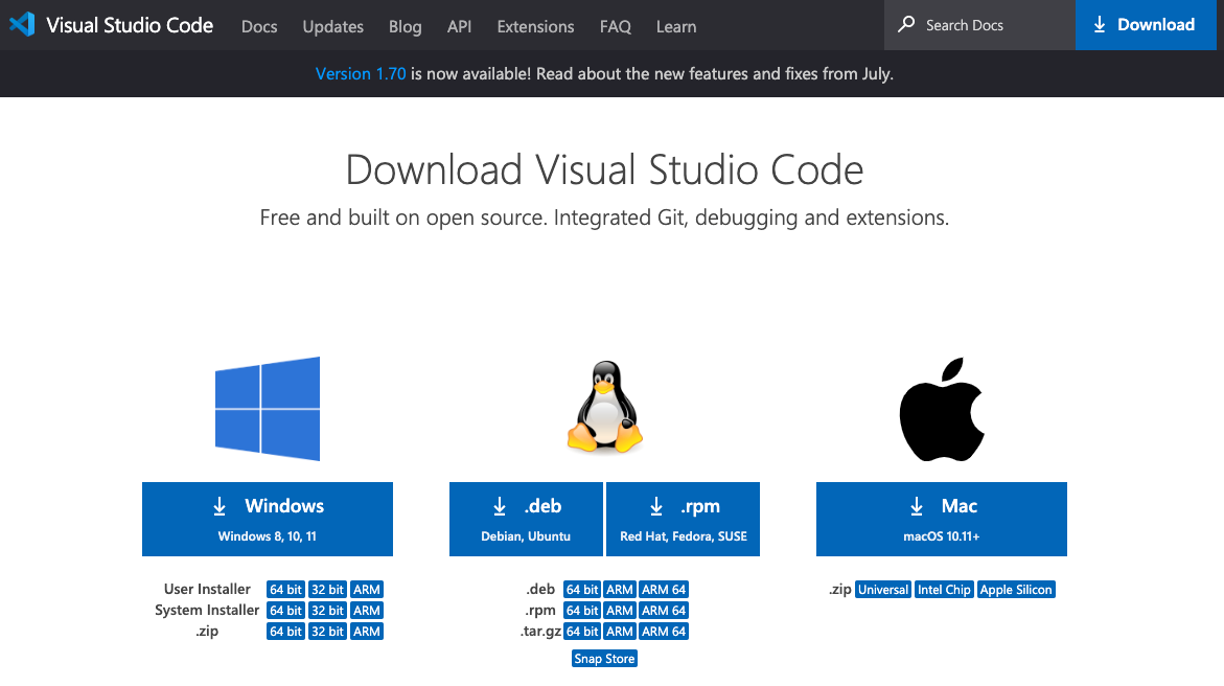 Visual Studio Code Docs Updates Blog API Extensions FAQ Learn Search Docs Download
Version 1.70 is now available! Read about the new features and fixes from July.
Download Visual Studio Code
Free and built on open source. Integrated Git, debugging and extensions.
Windows
Windows 8, 10, 11
User Installer 64 bit 32 bit ARM
System Installer 64 bit 32 bit ARM
.zip 64 bit 32 bit ARM
.deb
Debian, Ubuntu
.rpm
Red Hat, Fedora, SUSE
.deb 64 bit ARM ARM 64
.rpm 64 bit ARM ARM 64
.tar.gz 64 bit ARM ARM 64
Snap Store
Mac
macOS 10.11+
.zip Universal Intel Chip Apple Silicon